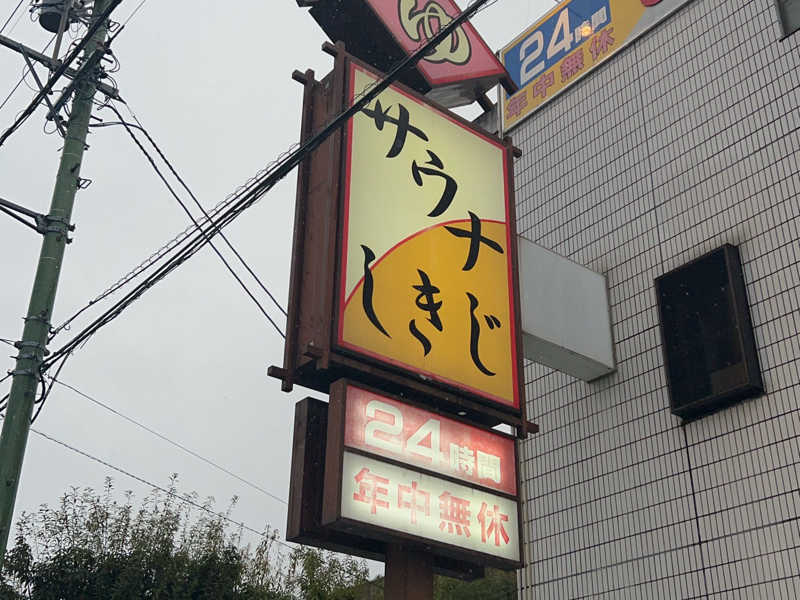 ゆ
24時間
年中無休
サウナ
しきじ
24時間
年中無休